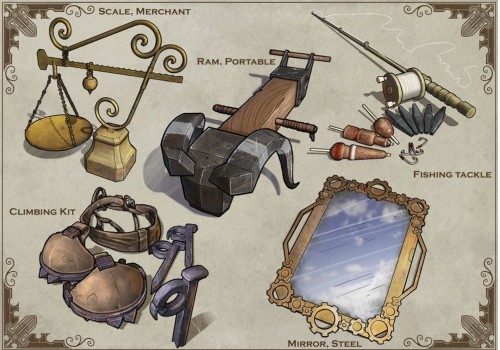 Scale, Merchant
Ram, Portable
Fishing tackle
Climbing Kit
Mirror, Steel